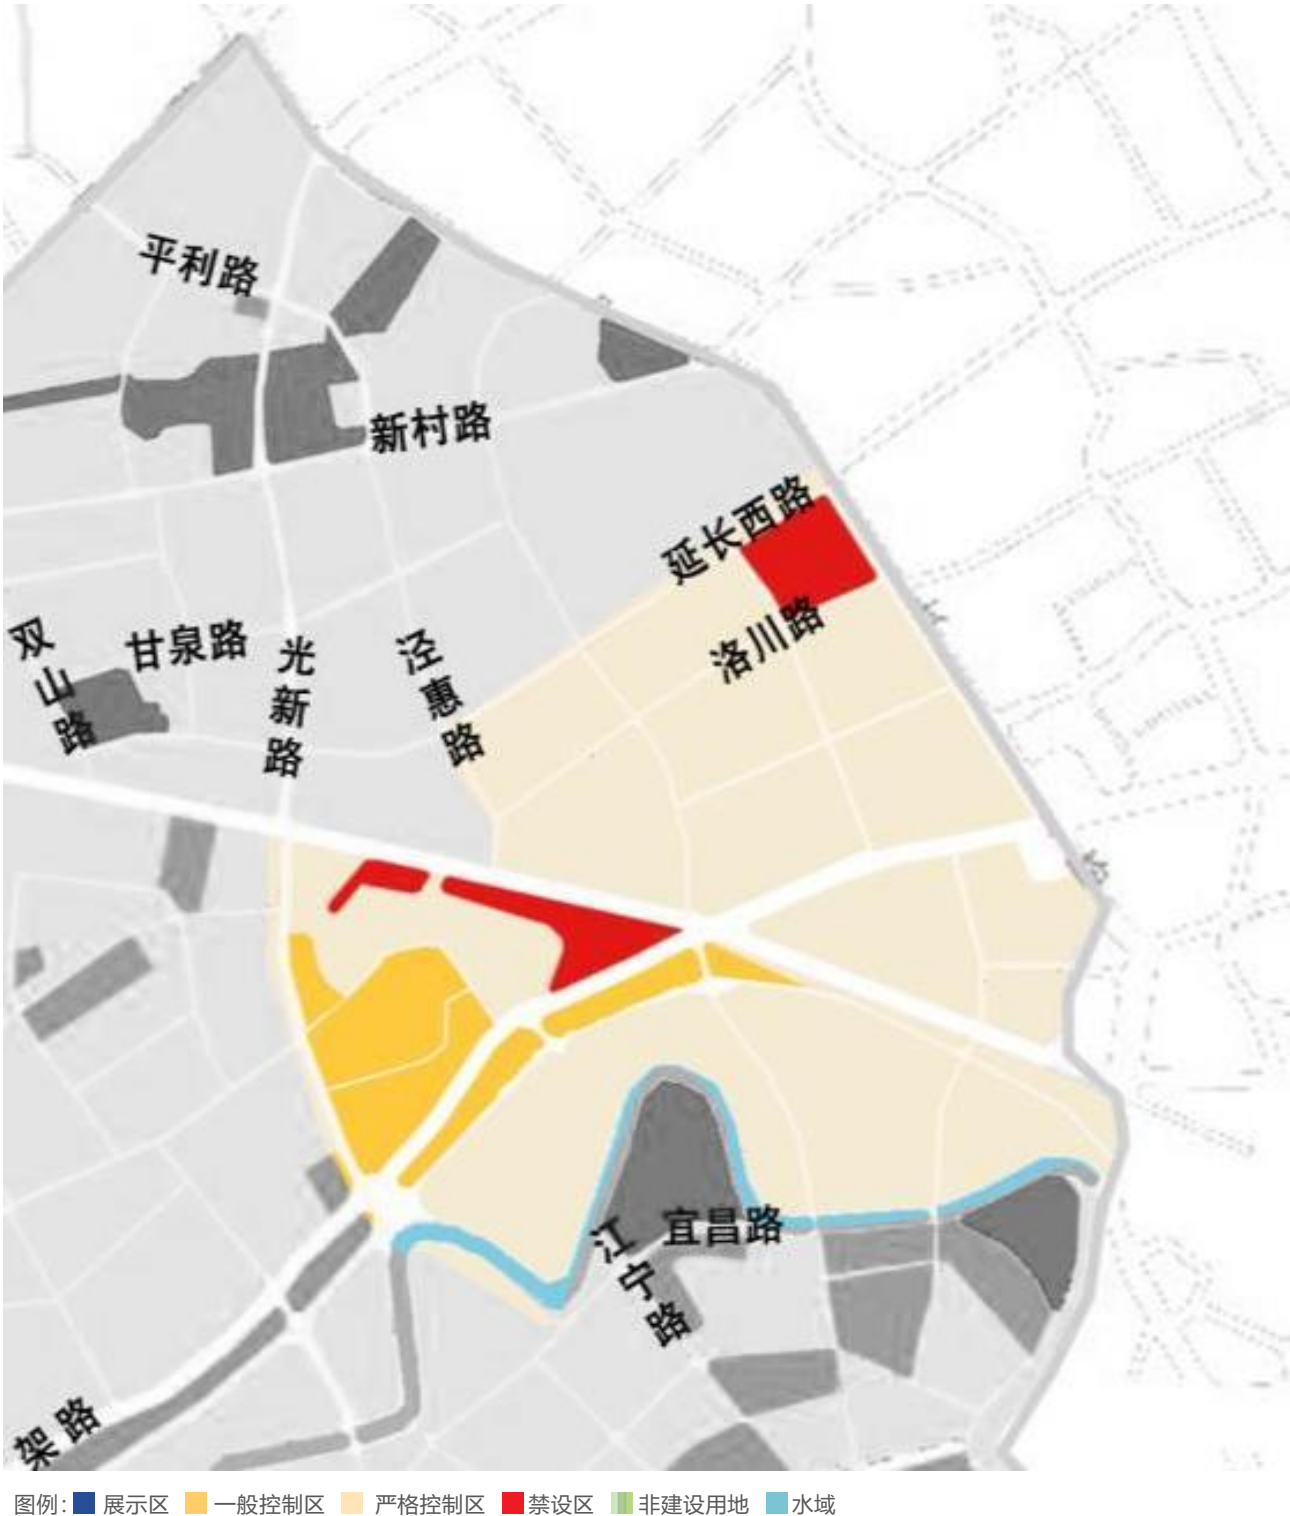 平利路
新村路
延长西路
洛川路
双山路
甘泉路
光新路
泾惠路
宜昌路
江宁路
架路
图例：展示区 一般控制区 严格控制区 禁设区 非建设用地 水域